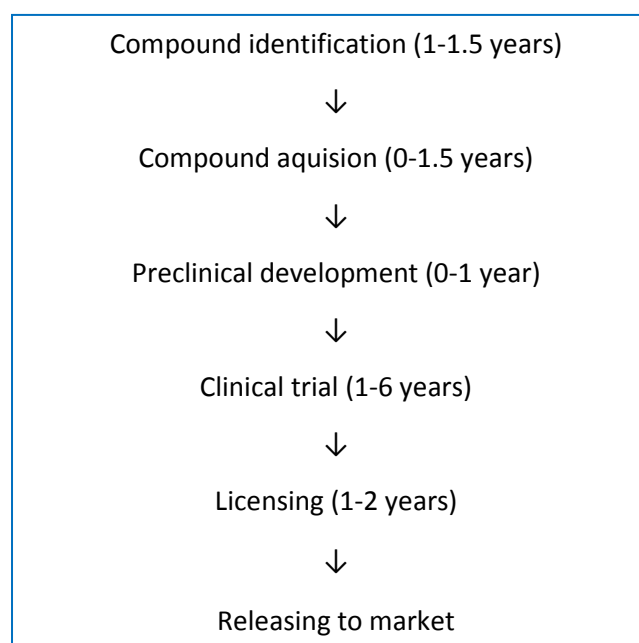 Compound identification (1-1.5 years)
↓
Compound aquision (0-1.5 years)
↓
Preclinical development (0-1 year)
↓
Clinical trial (1-6 years)
↓
Licensing (1-2 years)
↓
Releasing to market